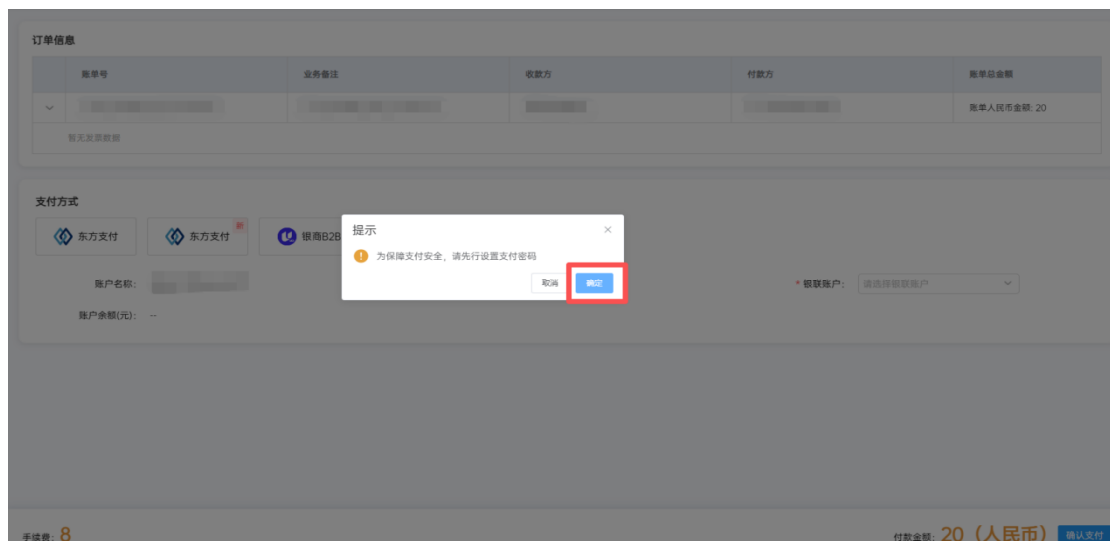 订单信息
账单号 业务备注 收款方 付款方 账单总金额
账单人民币金额: 20
暂无发票数据
支付方式
东方支付 东方支付 新 银商B2B
提示
为保障支付安全，请先行设置支付密码
取消 确定
账户名称: * 银联账户: 请选择银联账户
账户余额(元): --
手续费: 8 付款金额: 20（人民币） 确认支付